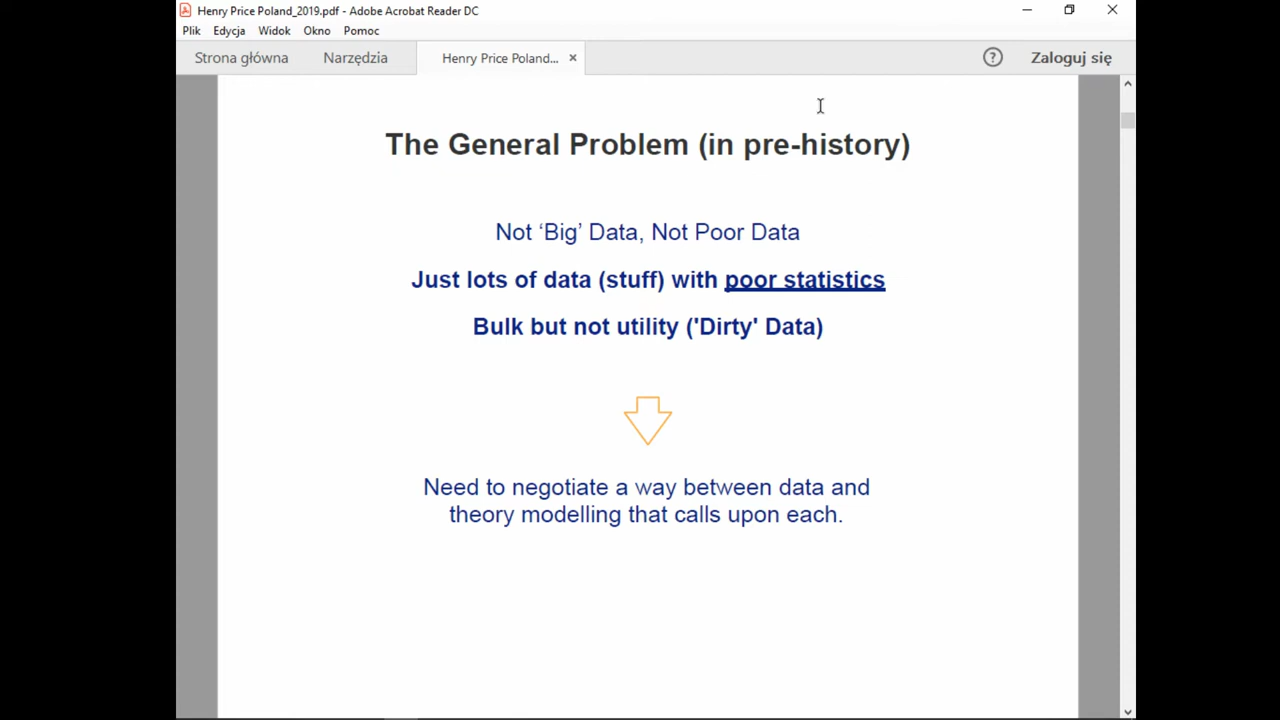 Henry Price Poland_2019.pdf - Adobe Acrobat Reader DC
Plik Edycja Widok Okno Pomoc
Strona główna Narzędzia Henry Price Poland... × ? Zaloguj się
The General Problem (in pre-history)
Not ‘Big’ Data, Not Poor Data
Just lots of data (stuff) with poor statistics
Bulk but not utility ('Dirty' Data)
Need to negotiate a way between data and
theory modelling that calls upon each.